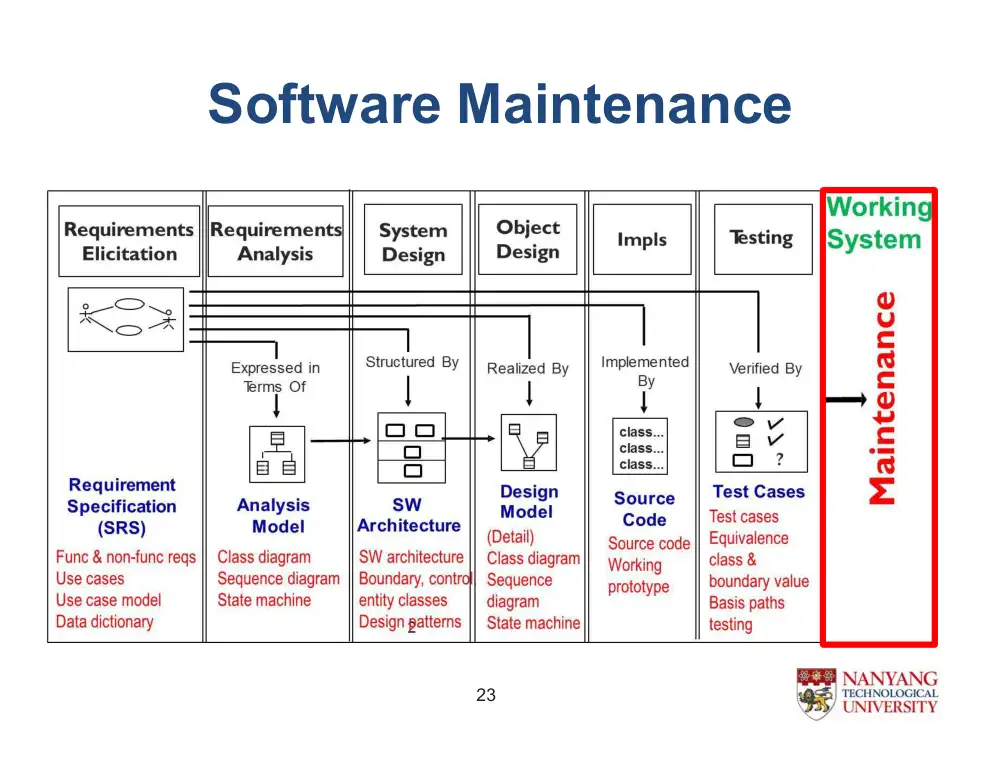 Software Maintenance
Requirements
Elicitation
Requirements
Analysis
System
Design
Object
Design
Impls
Testing
Working
System
Expressed in
Terms Of
Structured By
Realized By
Implemented
By
Verified By
Maintenance
class...
class...
class...
?
Requirement
Specification
(SRS)
Func & non-func reqs
Use cases
Use case model
Data dictionary
Analysis
Model
Class diagram
Sequence diagram
State machine
SW
Architecture
SW architecture
Boundary, control
entity classes
Design patterns
2
Design
Model
(Detail)
Class diagram
Sequence
diagram
State machine
Source
Code
Source code
Working
prototype
Test Cases
Test cases
Equivalence
class &
boundary value
Basis paths
testing
23
NANYANG
TECHNOLOGICAL
UNIVERSITY